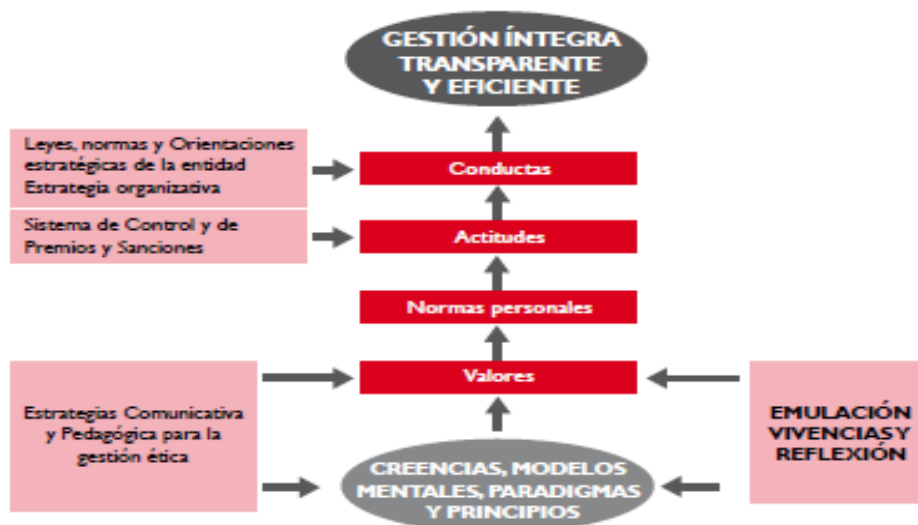 GESTIÓN ÍNTEGRA
TRANSPARENTE
Y EFICIENTE
Leyes, normas y Orientaciones
estratégicas de la entidad
Estrategia organizativa
Conductas
Sistema de Control y de
Premios y Sanciones
Actitudes
Normas personales
Valores
Estrategias Comunicativa
y Pedagógica para la
gestión ética
EMULACIÓN
VIVENCIAS Y
REFLEXIÓN
CREENCIAS, MODELOS
MENTALES, PARADIGMAS
Y PRINCIPIOS